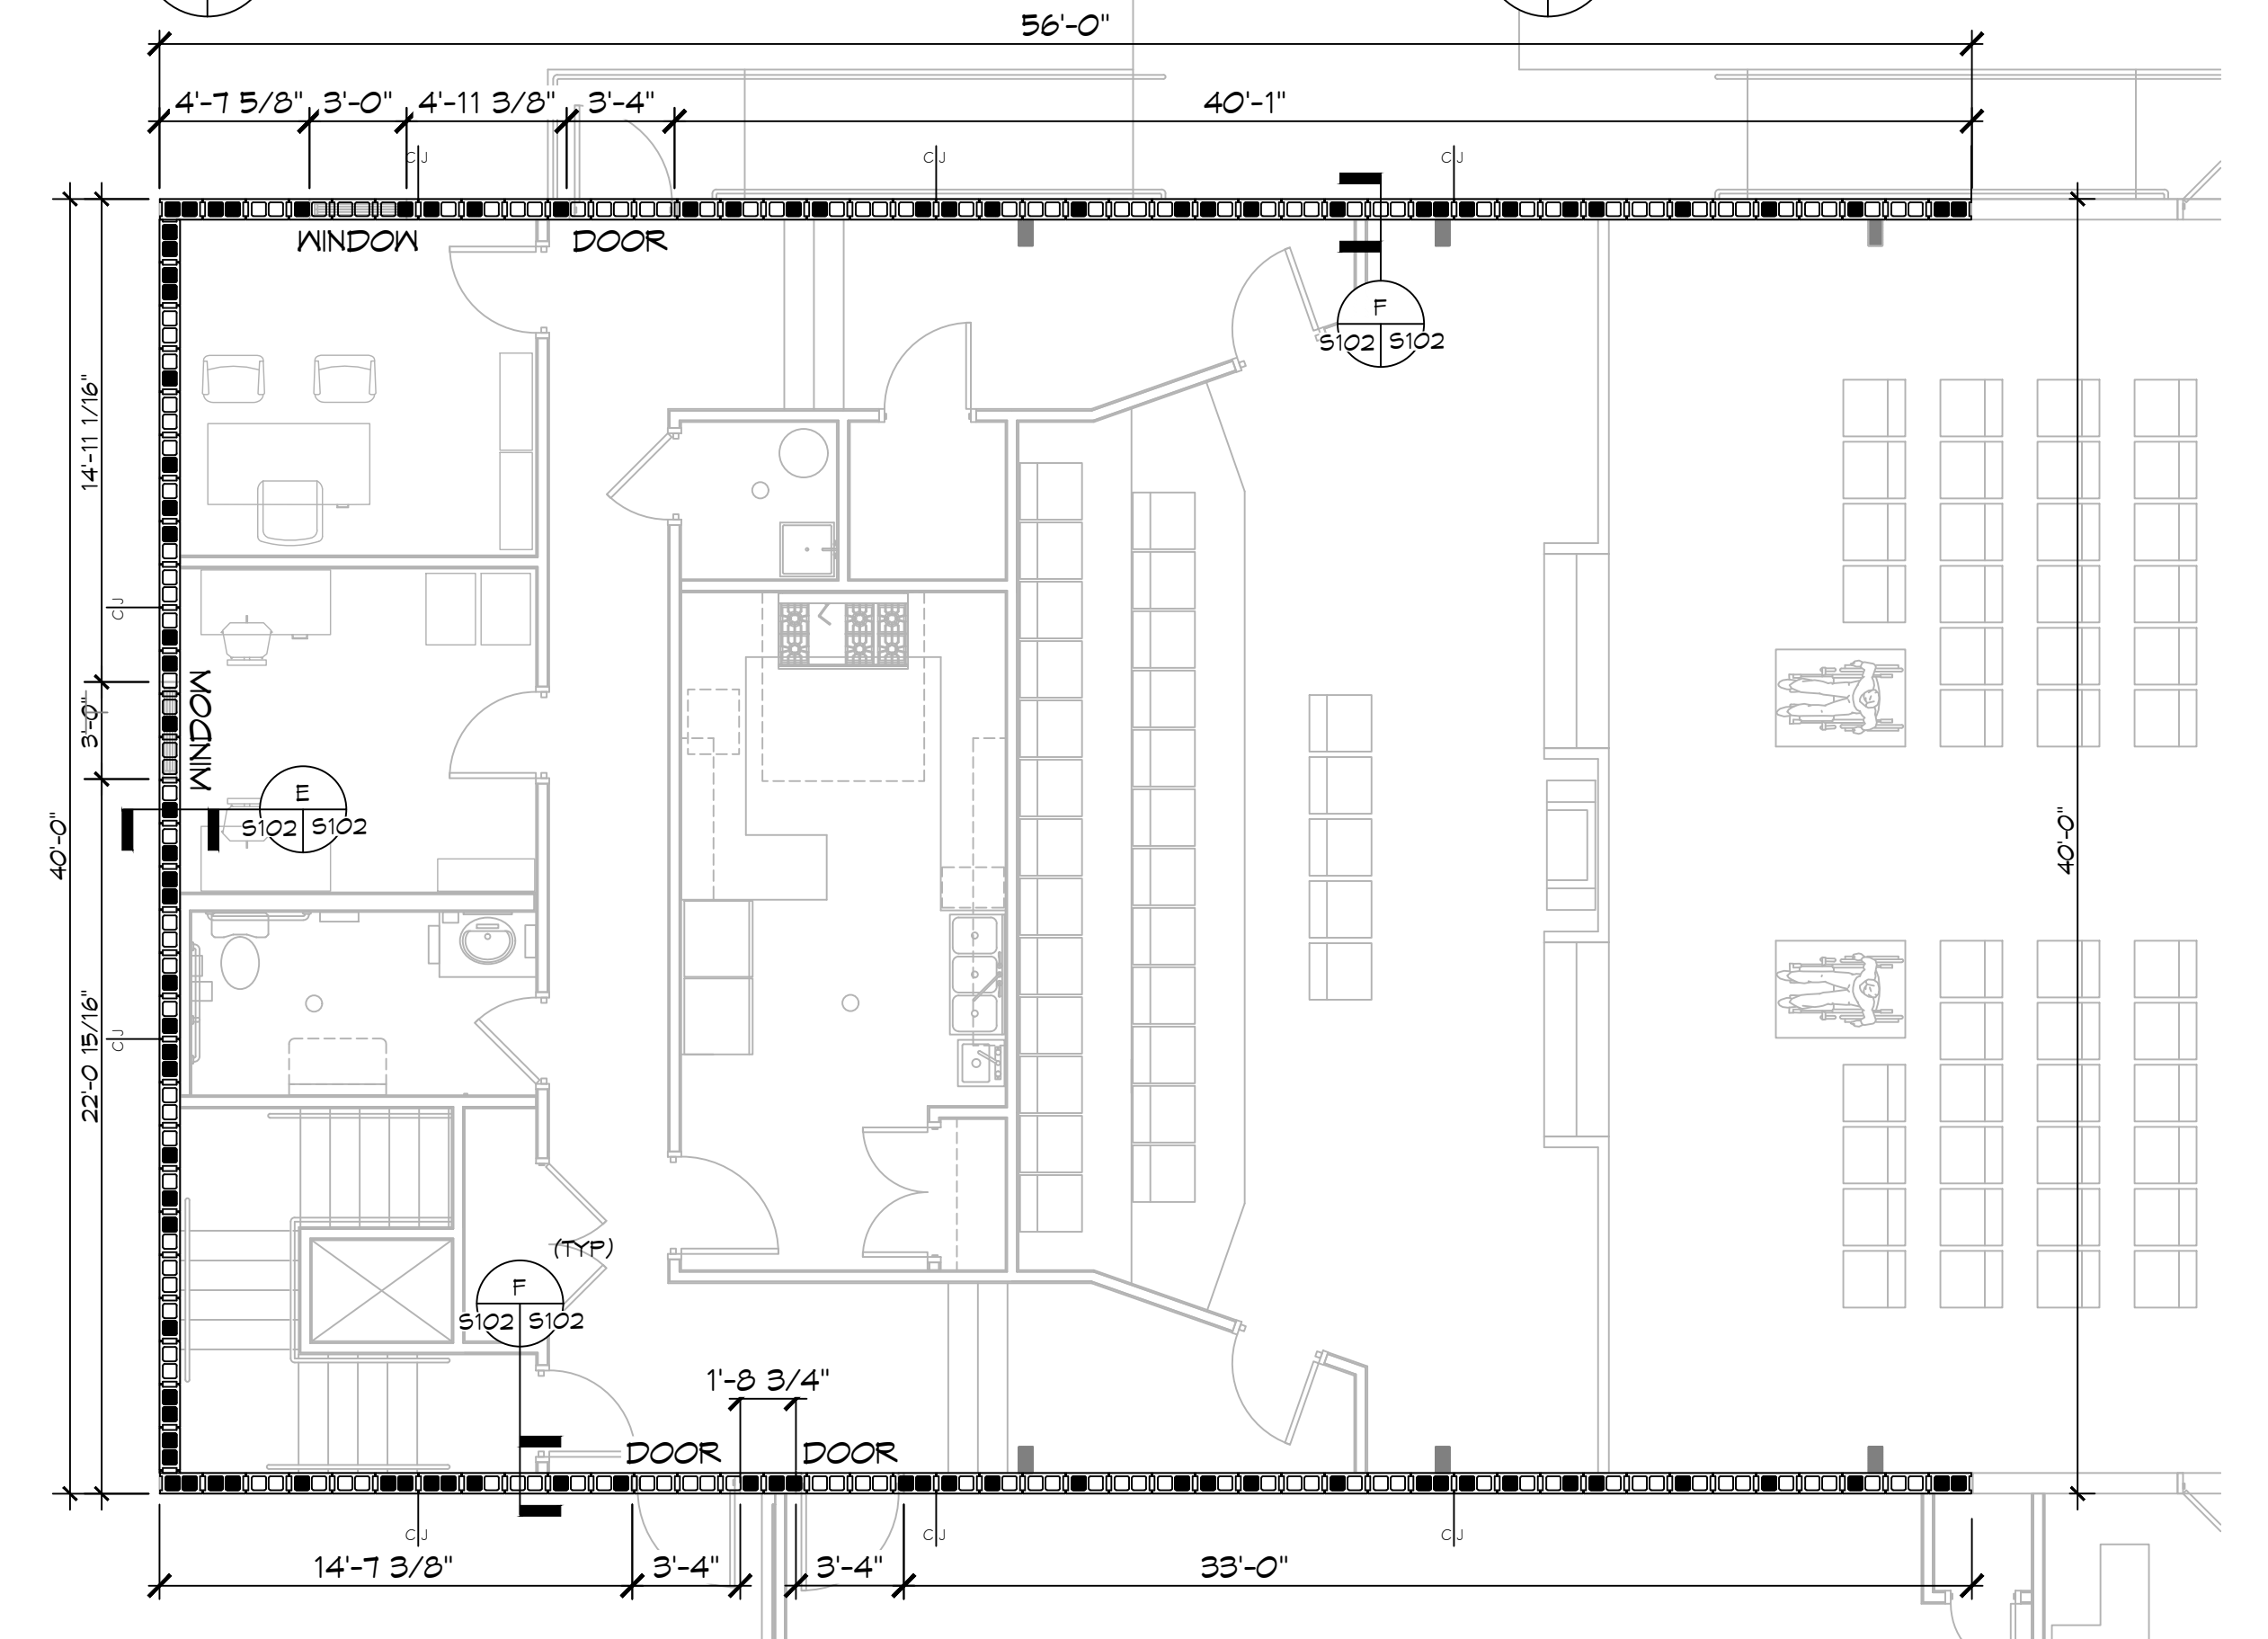 56'-0"
4'-7 5/8" 3'-0" 4'-11 3/8" 3'-4" 40'-1"
CJ CJ CJ
WINDOW DOOR
F
S102 S102
14'-11 1/16"
CJ
3'-0"
WINDOW
E
S102 S102
40'-0"
40'-0"
22'-0 15/16"
CJ
(TYP)
F
S102 S102
1'-8 3/4"
DOOR DOOR
CJ CJ CJ
14'-7 3/8" 3'-4" 3'-4" 33'-0"